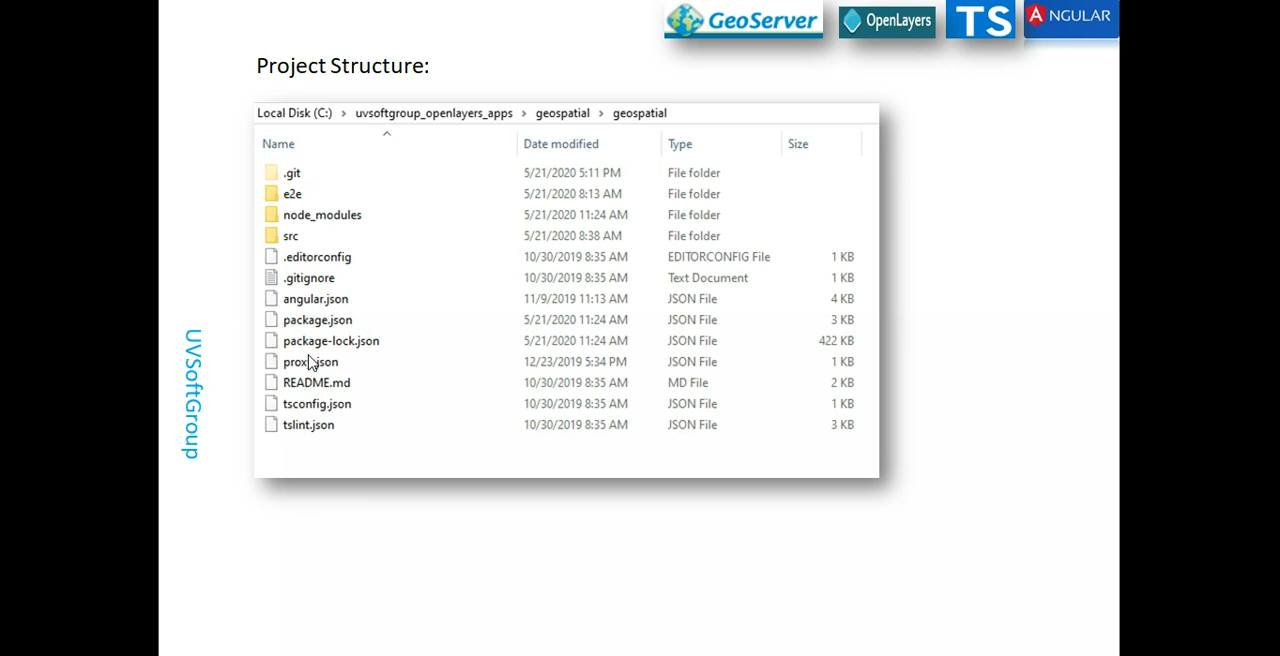 GeoServer OpenLayers TS ANGULAR
Project Structure:
Local Disk (C:) > uvsoftgroup_openlayers_apps > geospatial > geospatial
Name Date modified Type Size
.git 5/21/2020 5:11 PM File folder
e2e 5/21/2020 8:13 AM File folder
node_modules 5/21/2020 11:24 AM File folder
src 5/21/2020 8:38 AM File folder
.editorconfig 10/30/2019 8:35 AM EDITORCONFIG File 1 KB
.gitignore 10/30/2019 8:35 AM Text Document 1 KB
angular.json 11/9/2019 11:13 AM JSON File 4 KB
package.json 5/21/2020 11:24 AM JSON File 3 KB
package-lock.json 5/21/2020 11:24 AM JSON File 422 KB
proxy.json 12/23/2019 5:34 PM JSON File 1 KB
README.md 10/30/2019 8:35 AM MD File 2 KB
tsconfig.json 10/30/2019 8:35 AM JSON File 1 KB
tslint.json 10/30/2019 8:35 AM JSON File 3 KB
UVSoftGroup